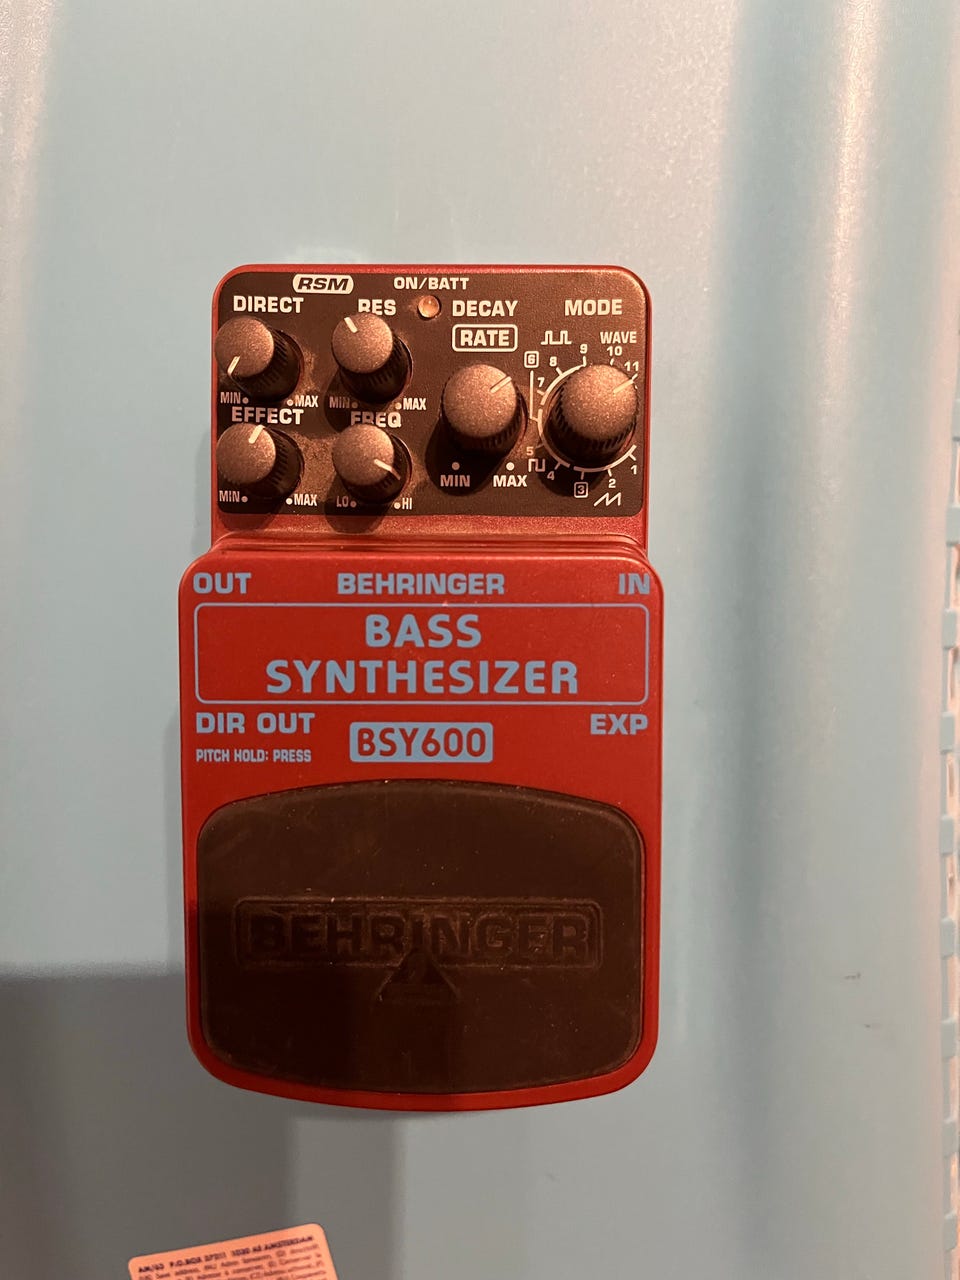 RSM
ON/BATT
DIRECT RES DECAY MODE
RATE
WAVE
6 7 8 9 10 11
MIN MAX MIN MAX
EFFECT FREQ
MIN MAX LO HI
MIN MAX
5 4 3 2 1
OUT BEHRINGER IN
BASS
SYNTHESIZER
DIR OUT EXP
BSY600
PITCH HOLD: PRESS
BEHRINGER
P.O.BOX
AMSTERDAM